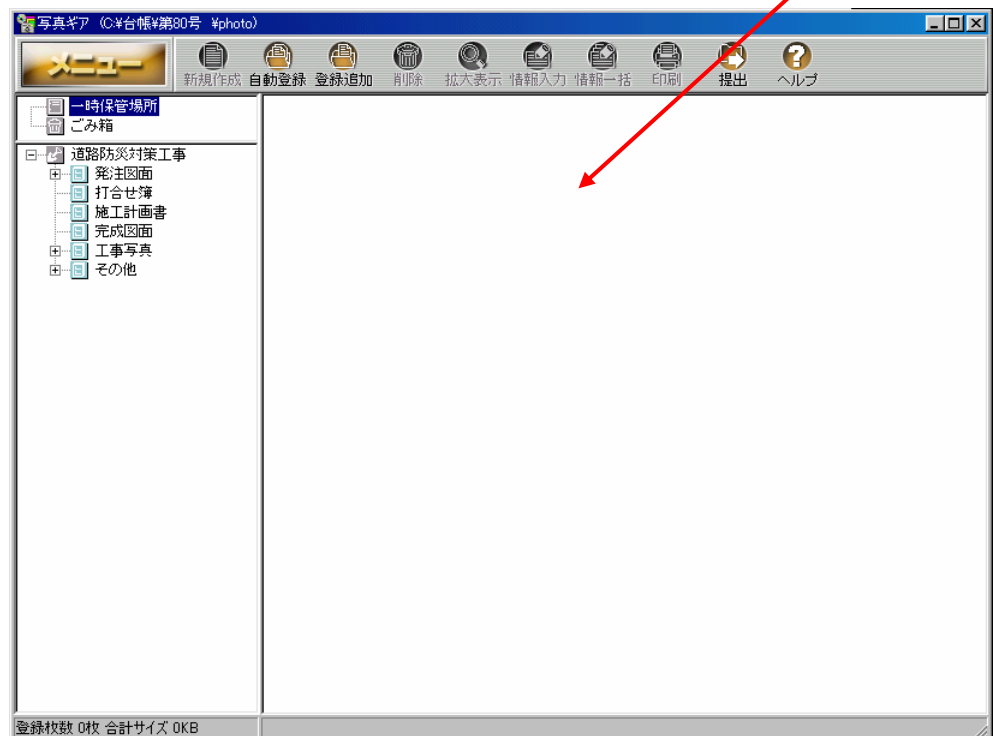 写真ギア (C:¥台帳¥第80号 ¥photo)
メニュー
新規作成 自動登録 登録追加 削除 拡大表示 情報入力 情報一括 印刷 提出 ヘルプ
一時保管場所
ごみ箱
道路防災対策工事
発注図面
打合せ簿
施工計画書
完成図面
工事写真
その他
登録枚数 0枚 合計サイズ 0KB